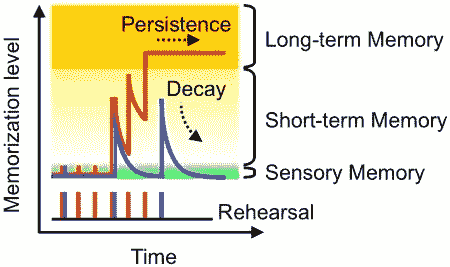 Persistence
Long-term Memory
Decay
Short-term Memory
Sensory Memory
Rehearsal
Memorization level
Time